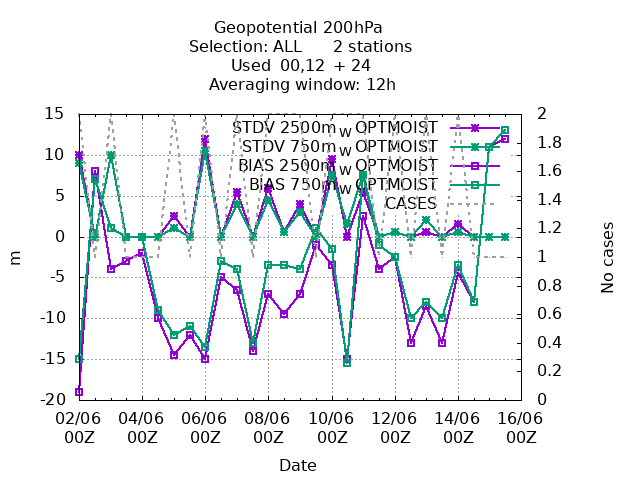 Geopotential 200hPa
Selection: ALL 2 stations
Used 00,12 + 24
Averaging window: 12h
15
10
5
0
-5
-10
-15
-20
m
STDV 2500m_w OPTMOIST
STDV 750m_w OPTMOIST
BIAS 2500m_w OPTMOIST
BIAS 750m_w OPTMOIST
CASES
2
1.8
1.6
1.4
1.2
1
0.8
0.6
0.4
0.2
0
No cases
02/06 04/06 06/06 08/06 10/06 12/06 14/06 16/06
00Z 00Z 00Z 00Z 00Z 00Z 00Z 00Z
Date